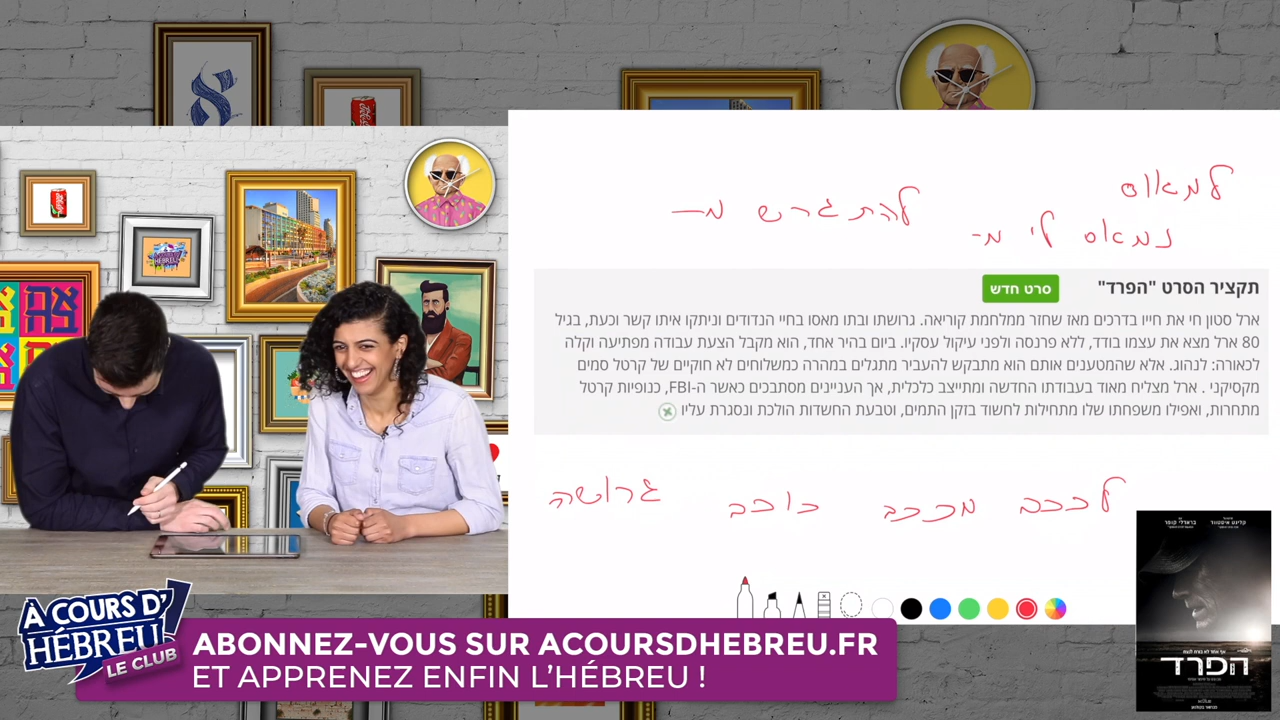 למאוס
להתגרש מ-
נמאס לי מ-
תקציר הסרט "הפרד"
סרט חדש
ארל סטון חי את חייו בדרכים מאז שחזר ממלחמת קוריאה. גרושתו ובתו מאסו בחיי הנדודים וניתקו איתו קשר וכעת, בגיל
80 ארל מצא את עצמו בודד, ללא פרנסה ולפני עיקול עסקיו. ביום בהיר אחד, הוא מקבל הצעת עבודה מפתיעה וקלה
לכאורה: לנהוג. אלא שהמטענים אותם הוא מתבקש להעביר מתגלים במהרה כמשלוחים לא חוקיים של קרטל סמים
מקסיקני . ארל מצליח מאוד בעבודתו החדשה ומתייצב כלכלית, אך העניינים מסתבכים כאשר ה-FBI, כנופיות קרטל
מתחרות, ואפילו משפחתו שלו מתחילות לחשוד בזקן התמים, וטבעת החשדות הולכת ונסגרת עליו
לככב מככב כוכב גרושה
קלינט איסטווד
בראדלי קופר
הפרד
À COURS D'
HÉBREU!
LE CLUB
ABONNEZ-VOUS SUR ACOURSDHEBREU.FR
ET APPRENEZ ENFIN L'HÉBREU !